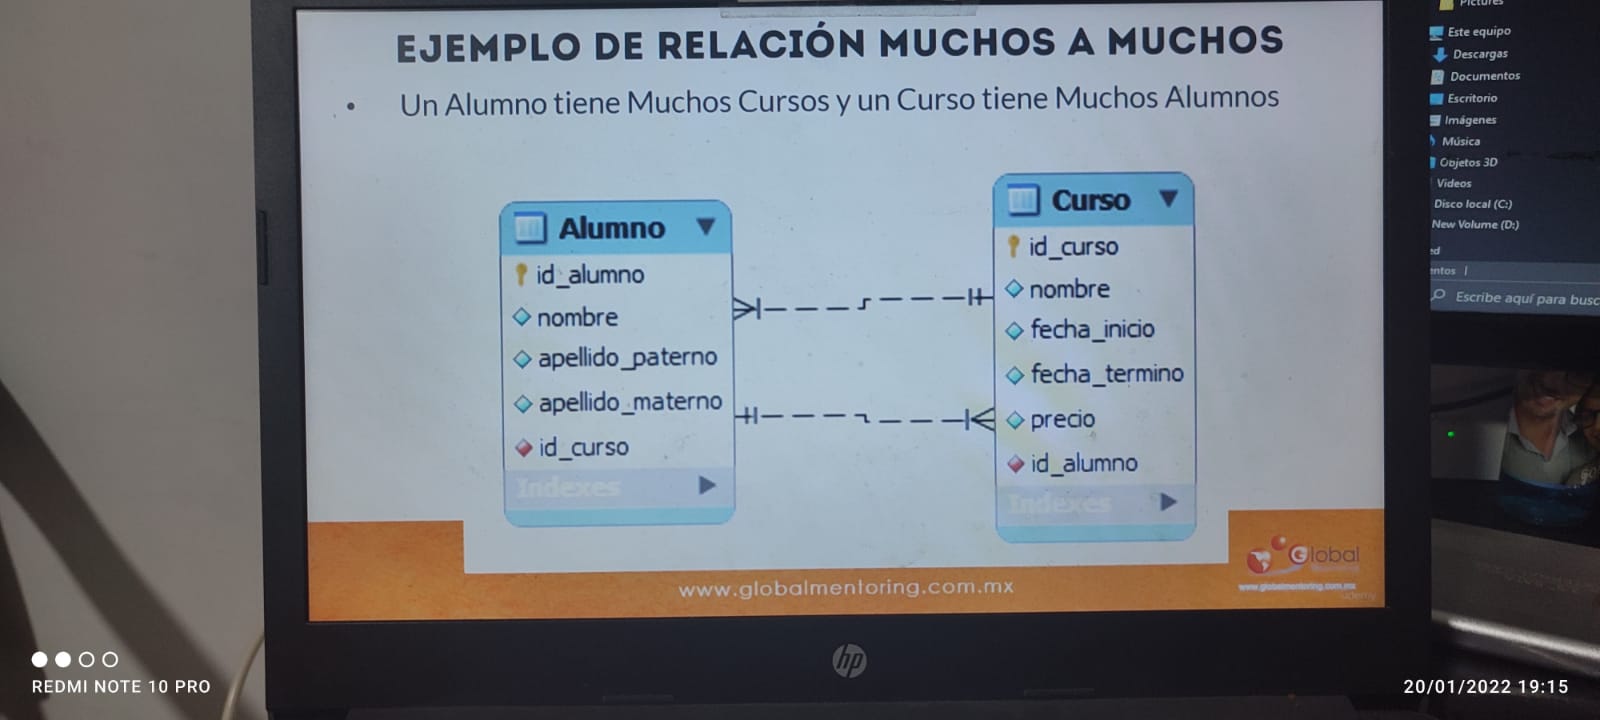 EJEMPLO DE RELACIÓN MUCHOS A MUCHOS
• Un Alumno tiene Muchos Cursos y un Curso tiene Muchos Alumnos
Alumno
id_alumno
nombre
apellido_paterno
apellido_materno
id_curso
Indexes
Curso
id_curso
nombre
fecha_inicio
fecha_termino
precio
id_alumno
Indexes
www.globalmentoring.com.mx
Global
www.globalmentoring.com.mx
udemy
hp
Pictures
Este equipo
Descargas
Documentos
Escritorio
Imágenes
Música
Objetos 3D
Videos
Disco local (C:)
New Volume (D:)
Escribe aquí para busc
REDMI NOTE 10 PRO
20/01/2022 19:15